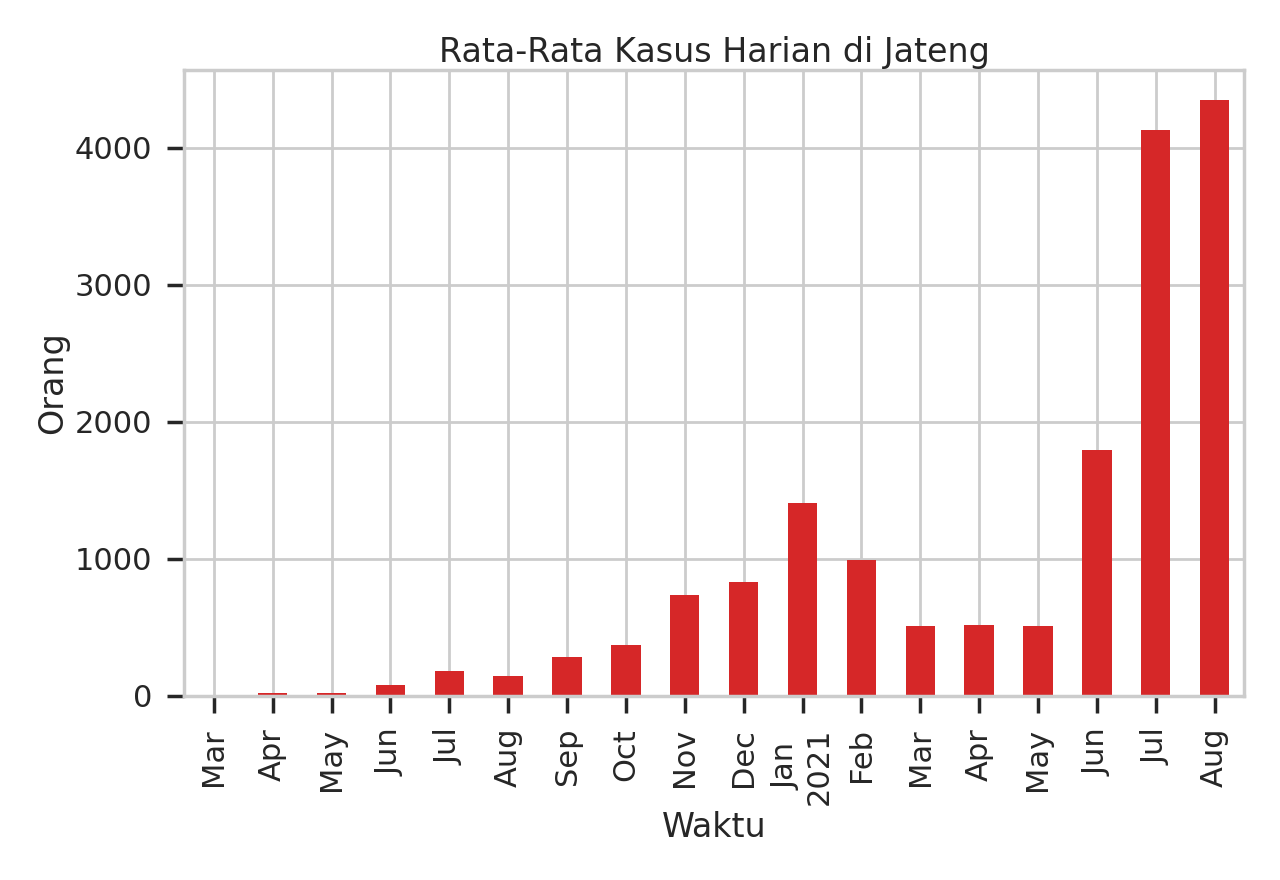 Rata-Rata Kasus Harian di Jateng
Orang
4000
3000
2000
1000
0
Mar
Apr
May
Jun
Jul
Aug
Sep
Oct
Nov
Dec
Jan
2021
Feb
Mar
Apr
May
Jun
Jul
Aug
Waktu